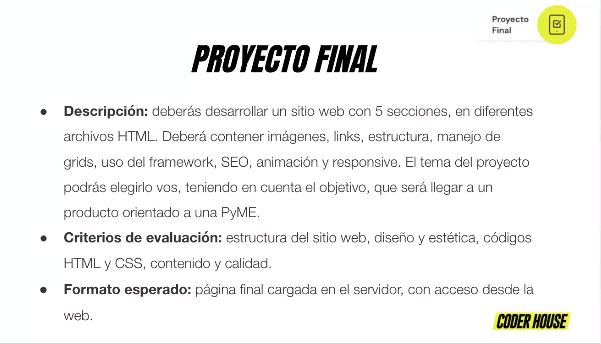 Proyecto
Final
PROYECTO FINAL
● Descripción: deberás desarrollar un sitio web con 5 secciones, en diferentes
archivos HTML. Deberá contener imágenes, links, estructura, manejo de
grids, uso del framework, SEO, animación y responsive. El tema del proyecto
podrás elegirlo vos, teniendo en cuenta el objetivo, que será llegar a un
producto orientado a una PyME.
● Criterios de evaluación: estructura del sitio web, diseño y estética, códigos
HTML y CSS, contenido y calidad.
● Formato esperado: página final cargada en el servidor, con acceso desde la
web.
CODER HOUSE